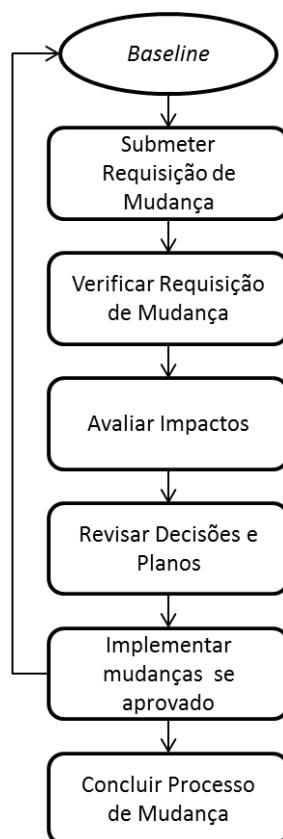 Baseline
Submeter
Requisição de
Mudança
Verificar Requisição
de Mudança
Avaliar Impactos
Revisar Decisões e
Planos
Implementar
mudanças se
aprovado
Concluir Processo
de Mudança